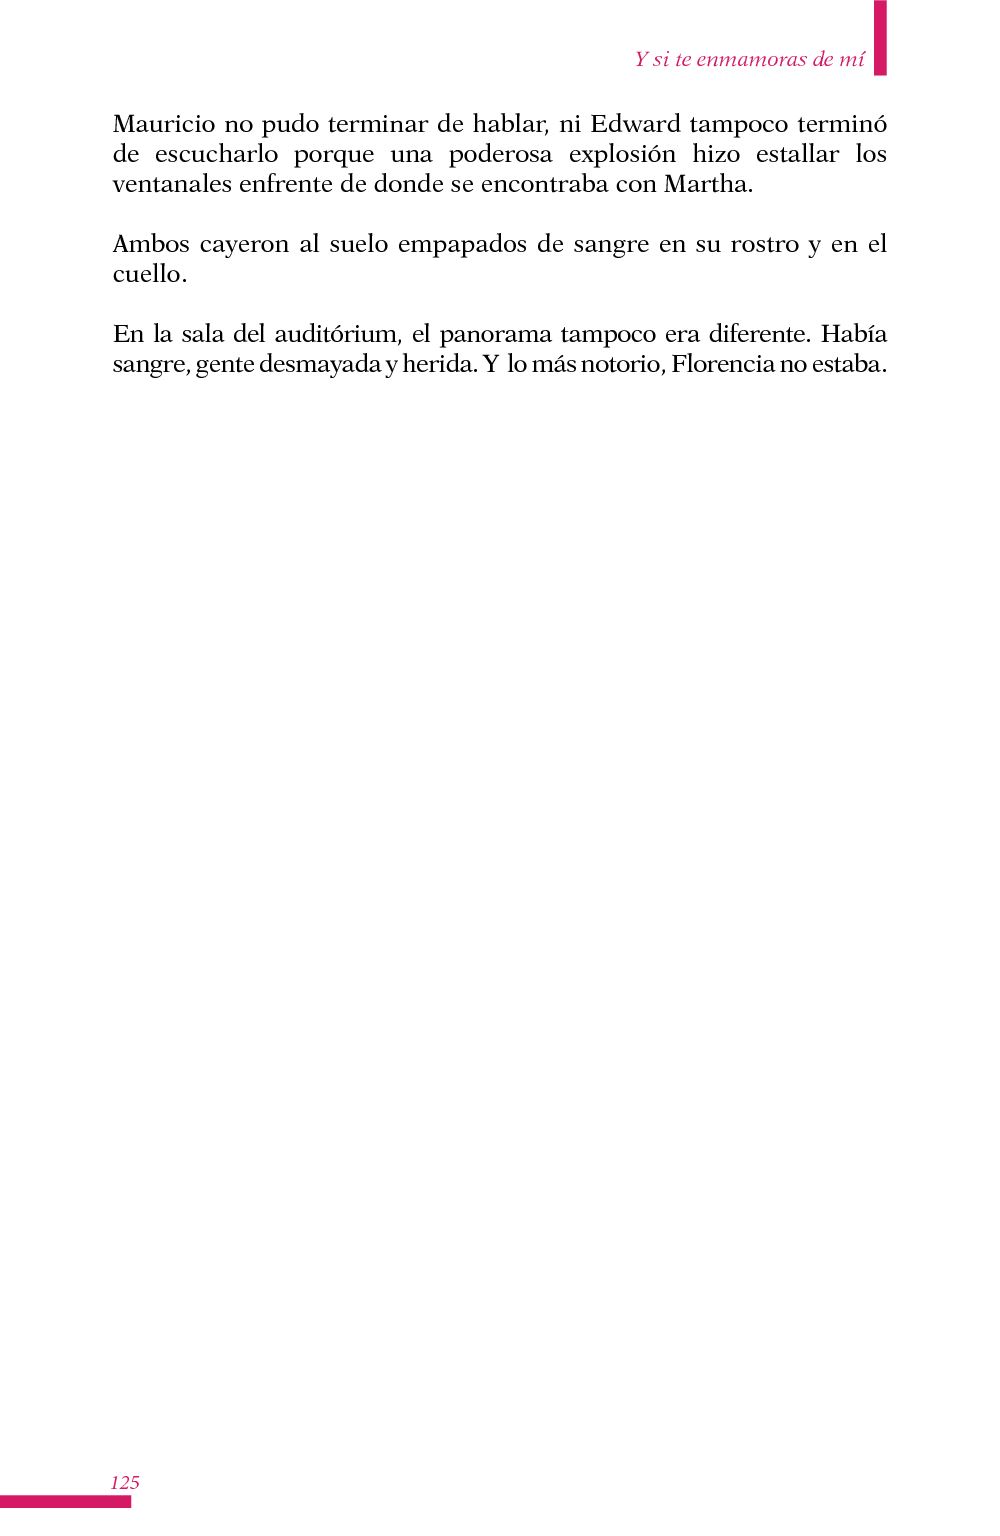 Y si te enmamoras de mí
Mauricio no pudo terminar de hablar, ni Edward tampoco terminó
de escucharlo porque una poderosa explosión hizo estallar los
ventanales enfrente de donde se encontraba con Martha.
Ambos cayeron al suelo empapados de sangre en su rostro y en el
cuello.
En la sala del auditórium, el panorama tampoco era diferente. Había
sangre, gente desmayada y herida. Y lo más notorio, Florencia no estaba.
125